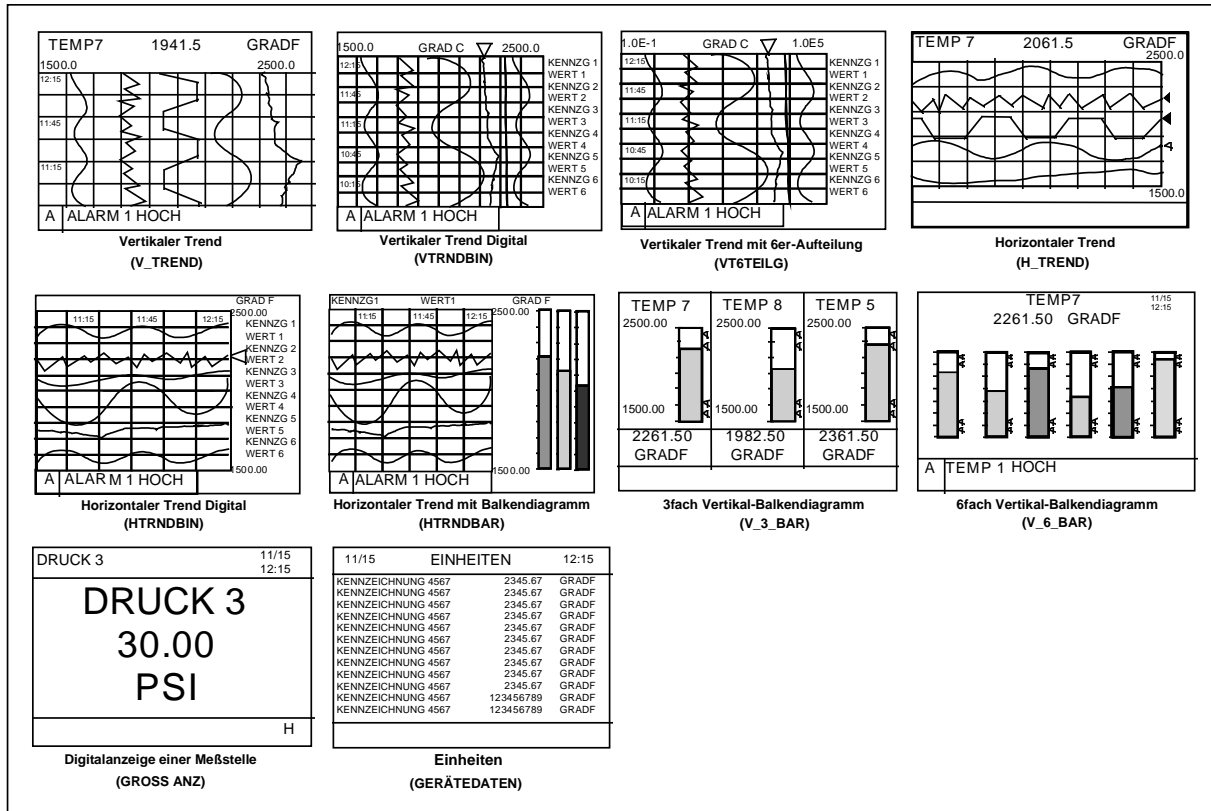 TEMP7 1941.5 GRADF
1500.0 2500.0
12:15
11:45
11:15
A ALARM 1 HOCH
Vertikaler Trend
(V_TREND)
1500.0 GRAD C 2500.0
12:15 KENNZG 1
WERT 1
KENNZG 2
11:45 WERT 2
KENNZG 3
11:15 WERT 3
KENNZG 4
WERT 4
10:45 KENNZG 5
WERT 5
10:15 KENNZG 6
WERT 6
A ALARM 1 HOCH
Vertikaler Trend Digital
(VTRNDBIN)
1.0E-1 GRAD C 1.0E5
12:15 KENNZG 1
WERT 1
KENNZG 2
11:45 WERT 2
KENNZG 3
11:15 WERT 3
KENNZG 4
WERT 4
10:45 KENNZG 5
WERT 5
10:15 KENNZG 6
WERT 6
A ALARM 1 HOCH
Vertikaler Trend mit 6er-Aufteilung
(VT6TEILG)
TEMP 7 2061.5 GRADF
2500.0
1500.0
Horizontaler Trend
(H_TREND)
GRAD F
2500.00
11:15 11:45 12:15 KENNZG 1
WERT 1
KENNZG 2
WERT 2
KENNZG 3
WERT 3
KENNZG 4
WERT 4
KENNZG 5
WERT 5
KENNZG 6
WERT 6
1500.00
A ALAR M 1 HOCH
Horizontaler Trend Digital
(HTRNDBIN)
KENNZG1 WERT1 GRAD F
2500.00
11:15 11:45 12:15
1500.00
A ALARM 1 HOCH
Horizontaler Trend mit Balkendiagramm
(HTRNDBAR)
TEMP 7 TEMP 8 TEMP 5
2500.00 2500.00 2500.00
1500.00 1500.00 1500.00
2261.50 1982.50 2361.50
GRADF GRADF GRADF
3fach Vertikal-Balkendiagramm
(V_3_BAR)
TEMP7 11/15
12:15
2261.50 GRADF
A TEMP 1 HOCH
6fach Vertikal-Balkendiagramm
(V_6_BAR)
DRUCK 3 11/15
12:15
DRUCK 3
30.00
PSI
H
Digitalanzeige einer Meßstelle
(GROSS ANZ)
11/15 EINHEITEN 12:15
KENNZEICHNUNG 4567 2345.67 GRADF
KENNZEICHNUNG 4567 2345.67 GRADF
KENNZEICHNUNG 4567 2345.67 GRADF
KENNZEICHNUNG 4567 2345.67 GRADF
KENNZEICHNUNG 4567 2345.67 GRADF
KENNZEICHNUNG 4567 2345.67 GRADF
KENNZEICHNUNG 4567 2345.67 GRADF
KENNZEICHNUNG 4567 2345.67 GRADF
KENNZEICHNUNG 4567 2345.67 GRADF
KENNZEICHNUNG 4567 2345.67 GRADF
KENNZEICHNUNG 4567 123456789 GRADF
KENNZEICHNUNG 4567 123456789 GRADF
Einheiten
(GERÄTEDATEN)